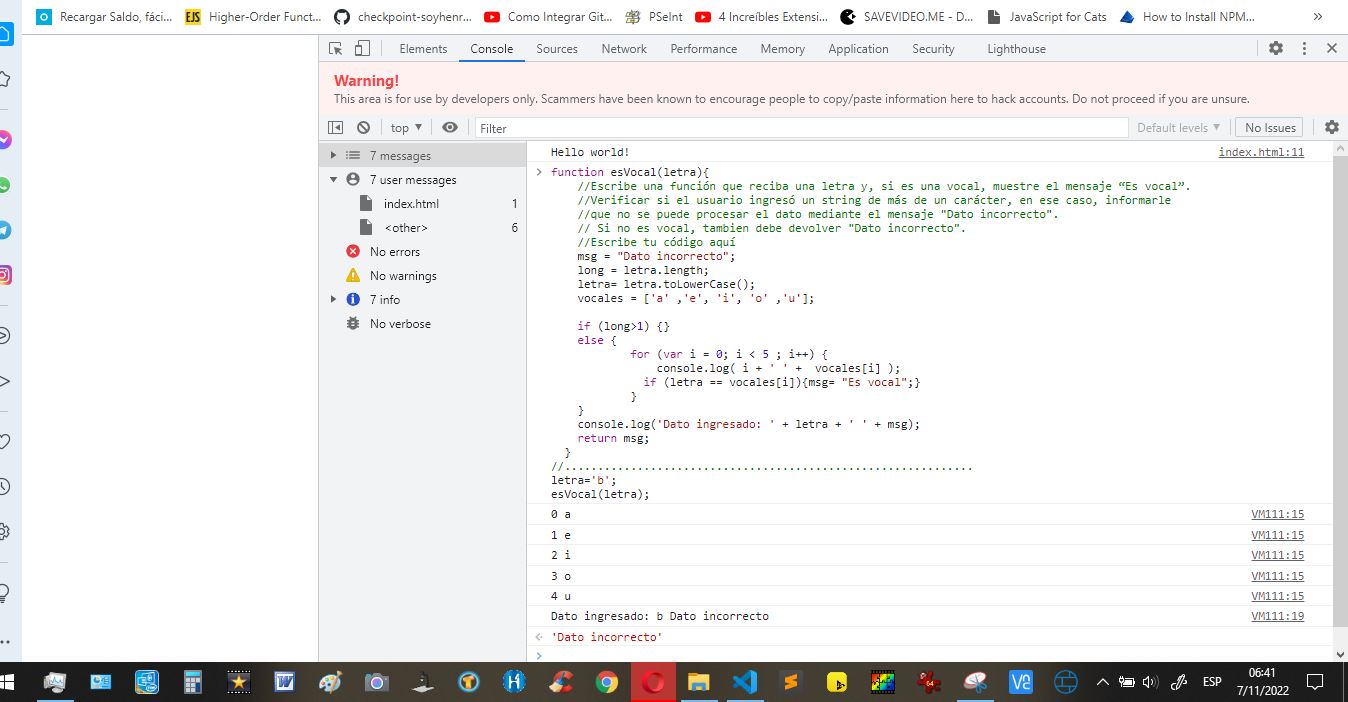 Recargar Saldo, fáci... EJS Higher-Order Funct... checkpoint-soyhenr... Como Integrar Git... PSeInt 4 Increíbles Extensi... SAVEVIDEO.ME - D... JavaScript for Cats How to Install NPM... »
Elements Console Sources Network Performance Memory Application Security Lighthouse
Warning!
This area is for use by developers only. Scammers have been known to encourage people to copy/paste information here to hack accounts. Do not proceed if you are unsure.
top ▼ Filter Default levels ▼ No Issues
7 messages
7 user messages
index.html 1
<other> 6
No errors
No warnings
7 info
No verbose
Hello world! index.html:11
> function esVocal(letra){
//Escribe una función que reciba una letra y, si es una vocal, muestre el mensaje “Es vocal”.
//Verificar si el usuario ingresó un string de más de un carácter, en ese caso, informarle
//que no se puede procesar el dato mediante el mensaje "Dato incorrecto".
// Si no es vocal, tambien debe devolver "Dato incorrecto".
//Escribe tu código aquí
msg = "Dato incorrecto";
long = letra.length;
letra= letra.toLowerCase();
vocales = ['a' ,'e', 'i', 'o' ,'u'];
if (long>1) {}
else {
for (var i = 0; i < 5 ; i++) {
console.log( i + ' ' +  vocales[i] );
if (letra == vocales[i]){msg= "Es vocal";}
}
}
console.log('Dato ingresado: ' + letra + ' ' + msg);
return msg;
}
//..............................................................
letra='b';
esVocal(letra);
0 a VM111:15
1 e VM111:15
2 i VM111:15
3 o VM111:15
4 u VM111:15
Dato ingresado: b Dato incorrecto VM111:19
'Dato incorrecto'
>
ESP 06:41
7/11/2022